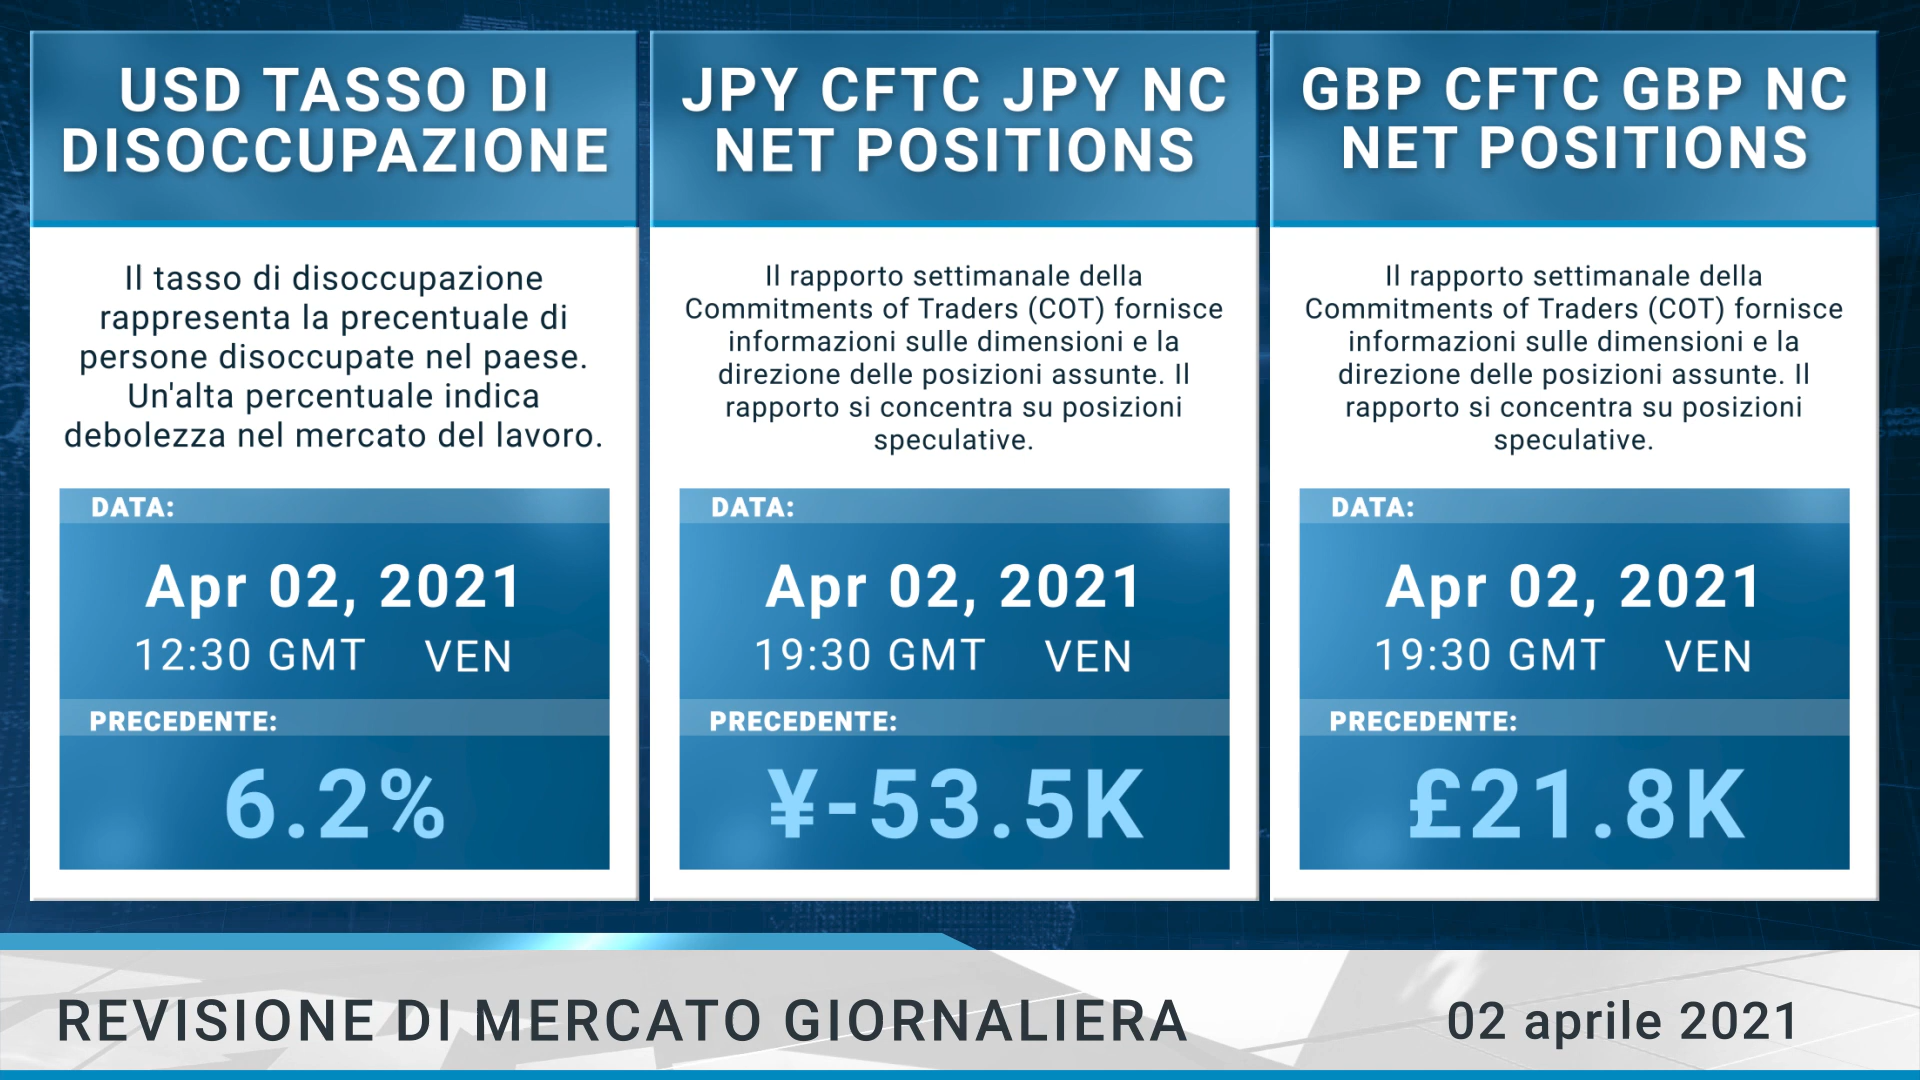 USD TASSO DI
DISOCCUPAZIONE
Il tasso di disoccupazione
rappresenta la precentuale di
persone disoccupate nel paese.
Un'alta percentuale indica
debolezza nel mercato del lavoro.
DATA:
Apr 02, 2021
12:30 GMT VEN
PRECEDENTE:
6.2%
JPY CFTC JPY NC
NET POSITIONS
Il rapporto settimanale della
Commitments of Traders (COT) fornisce
informazioni sulle dimensioni e la
direzione delle posizioni assunte. Il
rapporto si concentra su posizioni
speculative.
DATA:
Apr 02, 2021
19:30 GMT VEN
PRECEDENTE:
¥-53.5K
GBP CFTC GBP NC
NET POSITIONS
Il rapporto settimanale della
Commitments of Traders (COT) fornisce
informazioni sulle dimensioni e la
direzione delle posizioni assunte. Il
rapporto si concentra su posizioni
speculative.
DATA:
Apr 02, 2021
19:30 GMT VEN
PRECEDENTE:
£21.8K
REVISIONE DI MERCATO GIORNALIERA
02 aprile 2021